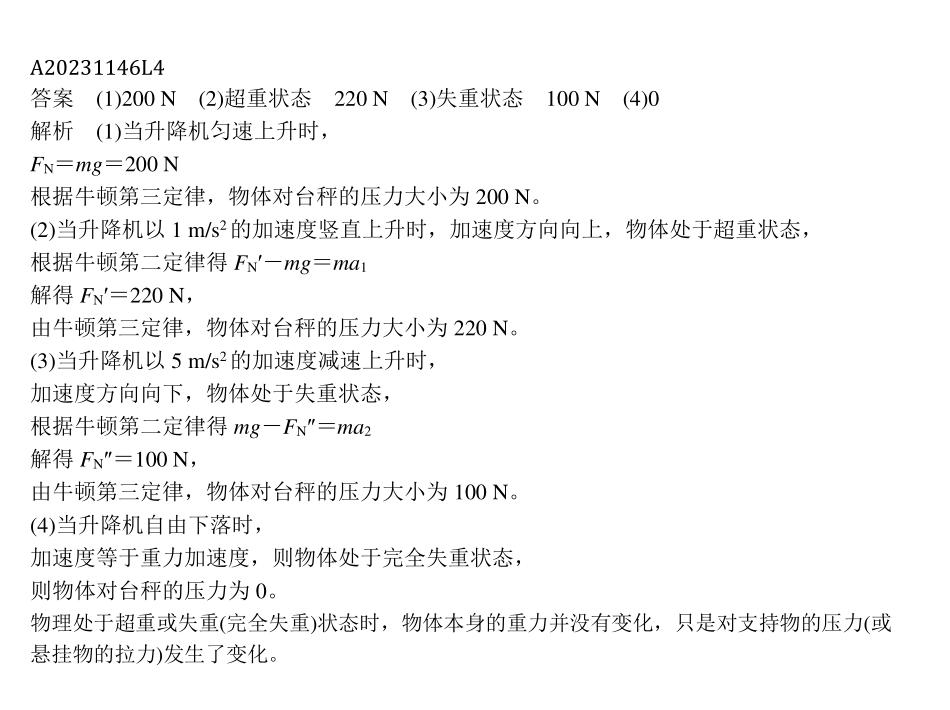 A20231146L4
答案　(1)200 N　(2)超重状态　220 N　(3)失重状态　100 N　(4)0
解析　(1)当升降机匀速上升时，
FN＝mg＝200 N
根据牛顿第三定律，物体对台秤的压力大小为 200 N。
(2)当升降机以 1 m/s²的加速度竖直上升时，加速度方向向上，物体处于超重状态，
根据牛顿第二定律得 FN′－mg＝ma₁
解得 FN′＝220 N，
由牛顿第三定律，物体对台秤的压力大小为 220 N。
(3)当升降机以 5 m/s²的加速度减速上升时，
加速度方向向下，物体处于失重状态，
根据牛顿第二定律得 mg－FN″＝ma₂
解得 FN″＝100 N，
由牛顿第三定律，物体对台秤的压力大小为 100 N。
(4)当升降机自由下落时，
加速度等于重力加速度，则物体处于完全失重状态，
则物体对台秤的压力为 0。
物理处于超重或失重(完全失重)状态时，物体本身的重力并没有变化，只是对支持物的压力(或
悬挂物的拉力)发生了变化。